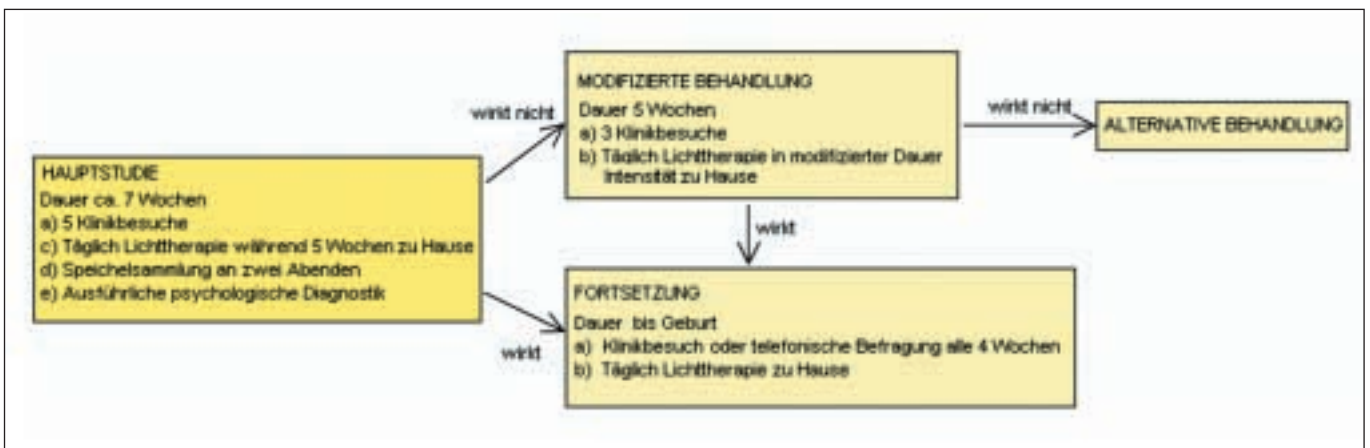 HAUPTSTUDIE
Dauer ca. 7 Wochen
a) 5 Klinikbesuche
c) Täglich Lichttherapie während 5 Wochen zu Hause
d) Speichelsammlung an zwei Abenden
e) Ausführliche psychologische Diagnostik
wirkt nicht
MODIFIZIERTE BEHANDLUNG
Dauer 5 Wochen
a) 3 Klinikbesuche
b) Täglich Lichttherapie in modifizierter Dauer
Intensität zu Hause
wirkt nicht
ALTERNATIVE BEHANDLUNG
wirkt
wirkt
FORTSETZUNG
Dauer bis Geburt
a) Klinikbesuch oder telefonische Befragung alle 4 Wochen
b) Täglich Lichttherapie zu Hause